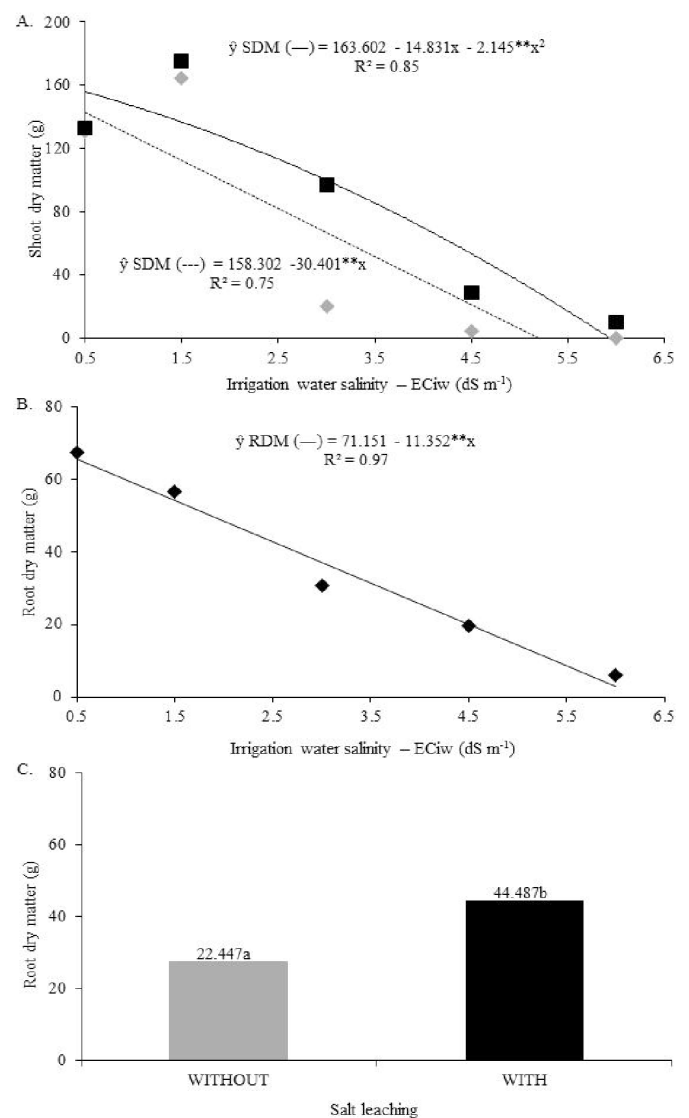 A.
200
160
120
80
40
0
Shoot dry matter (g)
ŷ SDM (—) = 163.602 - 14.831x - 2.145**x²
R² = 0.85
ŷ SDM (---) = 158.302 -30.401**x
R² = 0.75
0.5 1.5 2.5 3.5 4.5 5.5 6.5
Irrigation water salinity – ECiw (dS m⁻¹)
B.
80
60
40
20
0
Root dry matter (g)
ŷ RDM (—) = 71.151 - 11.352**x
R² = 0.97
0.5 1.5 2.5 3.5 4.5 5.5 6.5
Irrigation water salinity – ECiw (dS m⁻¹)
C.
80
60
40
20
0
Root dry matter (g)
22.447a
44.487b
WITHOUT WITH
Salt leaching